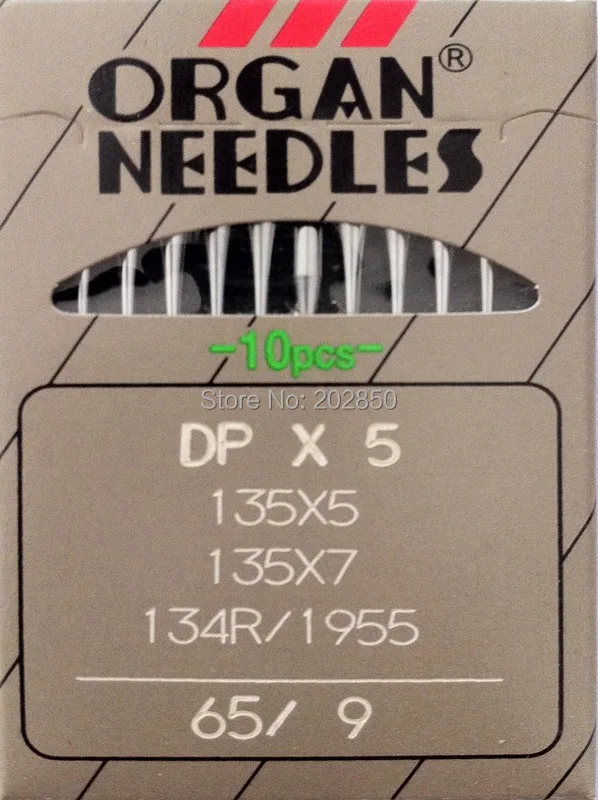 ORGAN®
NEEDLES
-10pcs-
Store No: 202850
DP X 5
135X5
135X7
134R/1955
65/ 9